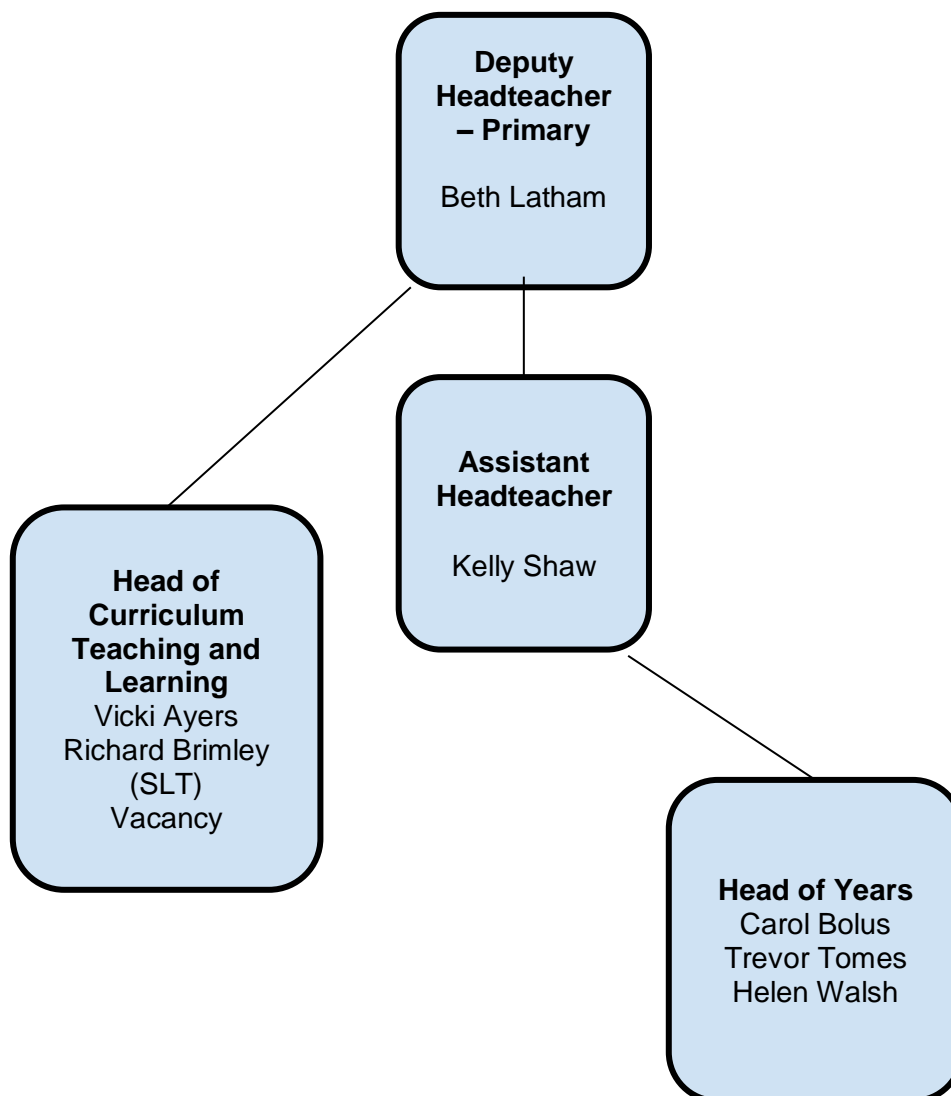 Deputy
Headteacher
– Primary
Beth Latham
Assistant
Headteacher
Kelly Shaw
Head of
Curriculum
Teaching and
Learning
Vicki Ayers
Richard Brimley
(SLT)
Vacancy
Head of Years
Carol Bolus
Trevor Tomes
Helen Walsh